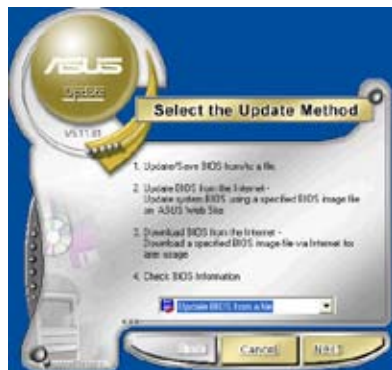 ASUS
Update
Select the Update Method
1. Update/Save BIOS from/to a file.
2. Update BIOS from the Internet -
Update system BIOS using a specified BIOS image file
on ASUS Web Site
3. Download BIOS from the Internet -
Download a specified BIOS image file via Internet for
later usage
4. Check BIOS Information
Update BIOS from a file
Cancel
Next